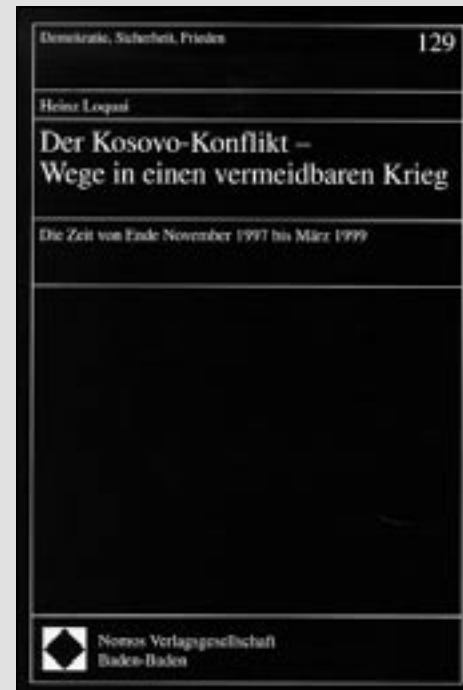 Demokratie, Sicherheit, Frieden
129
Heinz Loquai
Der Kosovo-Konflikt –
Wege in einen vermeidbaren Krieg
Die Zeit von Ende November 1997 bis März 1999
Nomos Verlagsgesellschaft
Baden-Baden